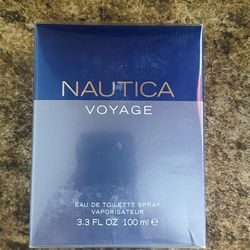 NAUTICA
VOYAGE
EAU DE TOILETTE SPRAY
VAPORISATEUR
3.3 FL OZ 100 ml ℮